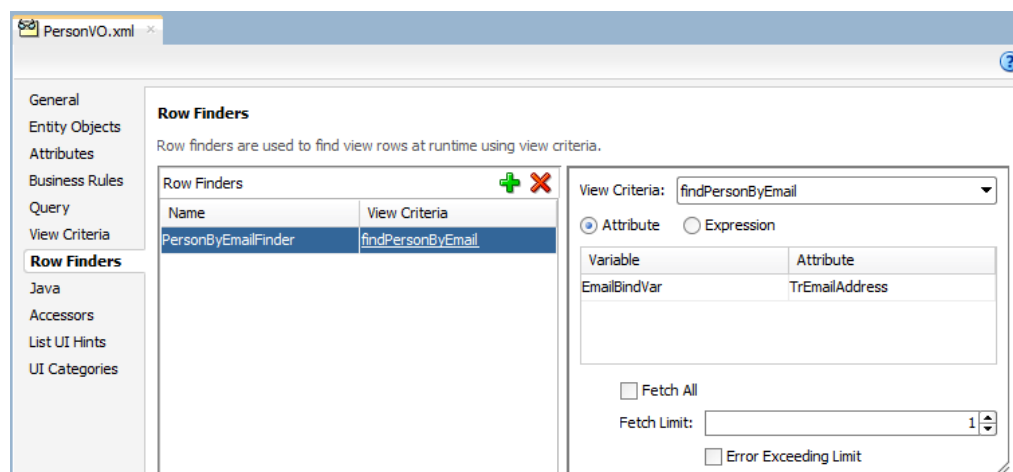 PersonVO.xml
General
Entity Objects
Attributes
Business Rules
Query
View Criteria
Row Finders
Java
Accessors
List UI Hints
UI Categories
Row Finders
Row finders are used to find view rows at runtime using view criteria.
Row Finders
Name View Criteria
PersonByEmailFinder findPersonByEmail
View Criteria: findPersonByEmail
Attribute Expression
Variable Attribute
EmailBindVar TrEmailAddress
Fetch All
Fetch Limit: 1
Error Exceeding Limit